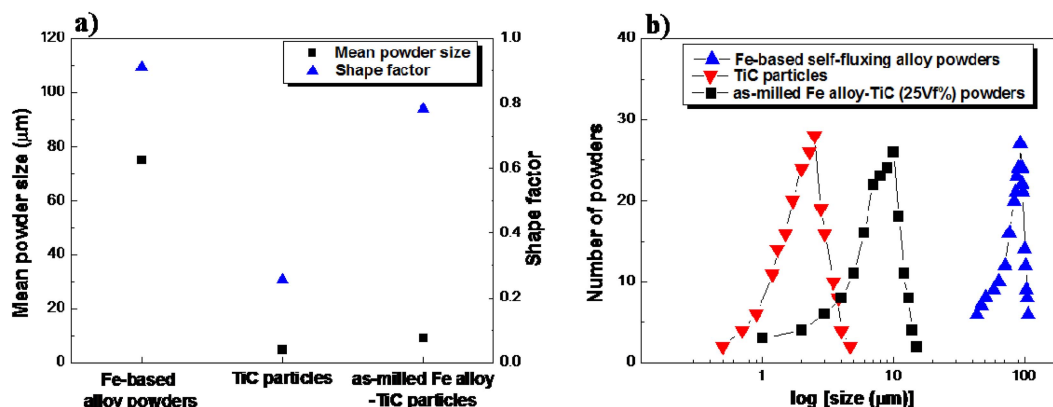 a)
Mean powder size
Shape factor
120
100
80
60
40
20
0
Mean powder size (μm)
1.0
0.8
0.6
0.4
0.2
0.0
Shape factor
Fe-based
alloy powders
TiC particles
as-milled Fe alloy
-TiC particles
b)
Fe-based self-fluxing alloy powders
TiC particles
as-milled Fe alloy-TiC (25Vf%) powders
40
30
20
10
0
Number of powders
1
10
100
log [size (μm)]